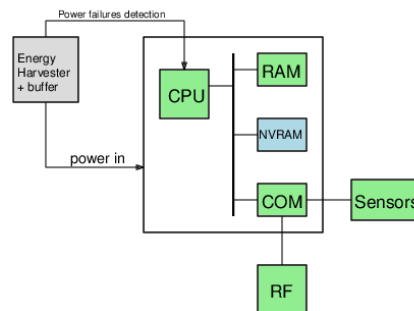 Power failures detection
Energy
Harvester
+ buffer
CPU
RAM
NVRAM
power in
COM
Sensors
RF